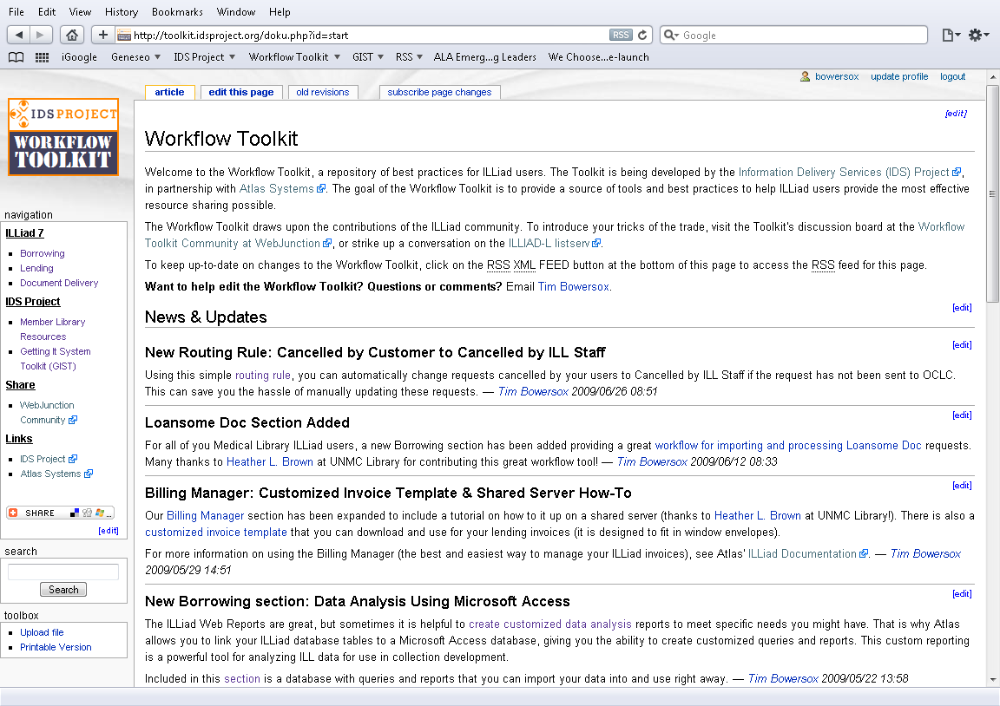 File Edit View History Bookmarks Window Help
http://toolkit.idsproject.org/doku.php?id=start RSS Google
iGoogle Geneseo IDS Project Workflow Toolkit GIST RSS ALA Emerg...g Leaders We Choose...e-launch
bowersox update profile logout
article edit this page old revisions subscribe page changes
IDS PROJECT
WORKFLOW
TOOLKIT
navigation
ILLiad 7
Borrowing
Lending
Document Delivery
IDS Project
Member Library
Resources
Getting It System
Toolkit (GIST)
Share
WebJunction
Community
Links
IDS Project
Atlas Systems
SHARE ...
[edit]
search
Search
toolbox
Upload file
Printable Version
[edit]
Workflow Toolkit
Welcome to the Workflow Toolkit, a repository of best practices for ILLiad users. The Toolkit is being developed by the Information Delivery Services (IDS) Project,
in partnership with Atlas Systems. The goal of the Workflow Toolkit is to provide a source of tools and best practices to help ILLiad users provide the most effective
resource sharing possible.
The Workflow Toolkit draws upon the contributions of the ILLiad community. To introduce your tricks of the trade, visit the Toolkit's discussion board at the Workflow
Toolkit Community at WebJunction, or strike up a conversation on the ILLIAD-L listserv.
To keep up-to-date on changes to the Workflow Toolkit, click on the RSS XML FEED button at the bottom of this page to access the RSS feed for this page.
Want to help edit the Workflow Toolkit? Questions or comments? Email Tim Bowersox.
[edit]
News & Updates
[edit]
New Routing Rule: Cancelled by Customer to Cancelled by ILL Staff
Using this simple routing rule, you can automatically change requests cancelled by your users to Cancelled by ILL Staff if the request has not been sent to OCLC.
This can save you the hassle of manually updating these requests. — Tim Bowersox 2009/06/26 08:51
[edit]
Loansome Doc Section Added
For all of you Medical Library ILLiad users, a new Borrowing section has been added providing a great workflow for importing and processing Loansome Doc requests.
Many thanks to Heather L. Brown at UNMC Library for contributing this great workflow tool! — Tim Bowersox 2009/06/12 08:33
[edit]
Billing Manager: Customized Invoice Template & Shared Server How-To
Our Billing Manager section has been expanded to include a tutorial on how to it up on a shared server (thanks to Heather L. Brown at UNMC Library!). There is also a
customized invoice template that you can download and use for your lending invoices (it is designed to fit in window envelopes).
For more information on using the Billing Manager (the best and easiest way to manage your ILLiad invoices), see Atlas' ILLiad Documentation. — Tim Bowersox
2009/05/29 14:51
[edit]
New Borrowing section: Data Analysis Using Microsoft Access
The ILLiad Web Reports are great, but sometimes it is helpful to create customized data analysis reports to meet specific needs you might have. That is why Atlas
allows you to link your ILLiad database tables to a Microsoft Access database, giving you the ability to create customized queries and reports. This custom reporting
is a powerful tool for analyzing ILL data for use in collection development.
Included in this section is a database with queries and reports that you can import your data into and use right away. — Tim Bowersox 2009/05/22 13:58